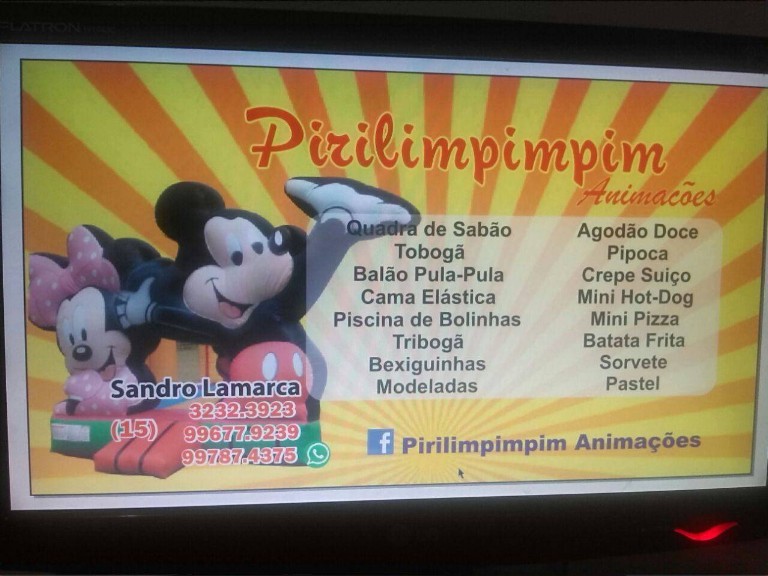 FLATRON
Pirilimpimpim
Animacões
Quadra de Sabão
Tobogã
Balão Pula-Pula
Cama Elástica
Piscina de Bolinhas
Tribogã
Bexiguinhas
Modeladas
Agodão Doce
Pipoca
Crepe Suiço
Mini Hot-Dog
Mini Pizza
Batata Frita
Sorvete
Pastel
Sandro Lamarca
(15)
3232.3923
99677.9239
99787.4375
f Pirilimpimpim Animações